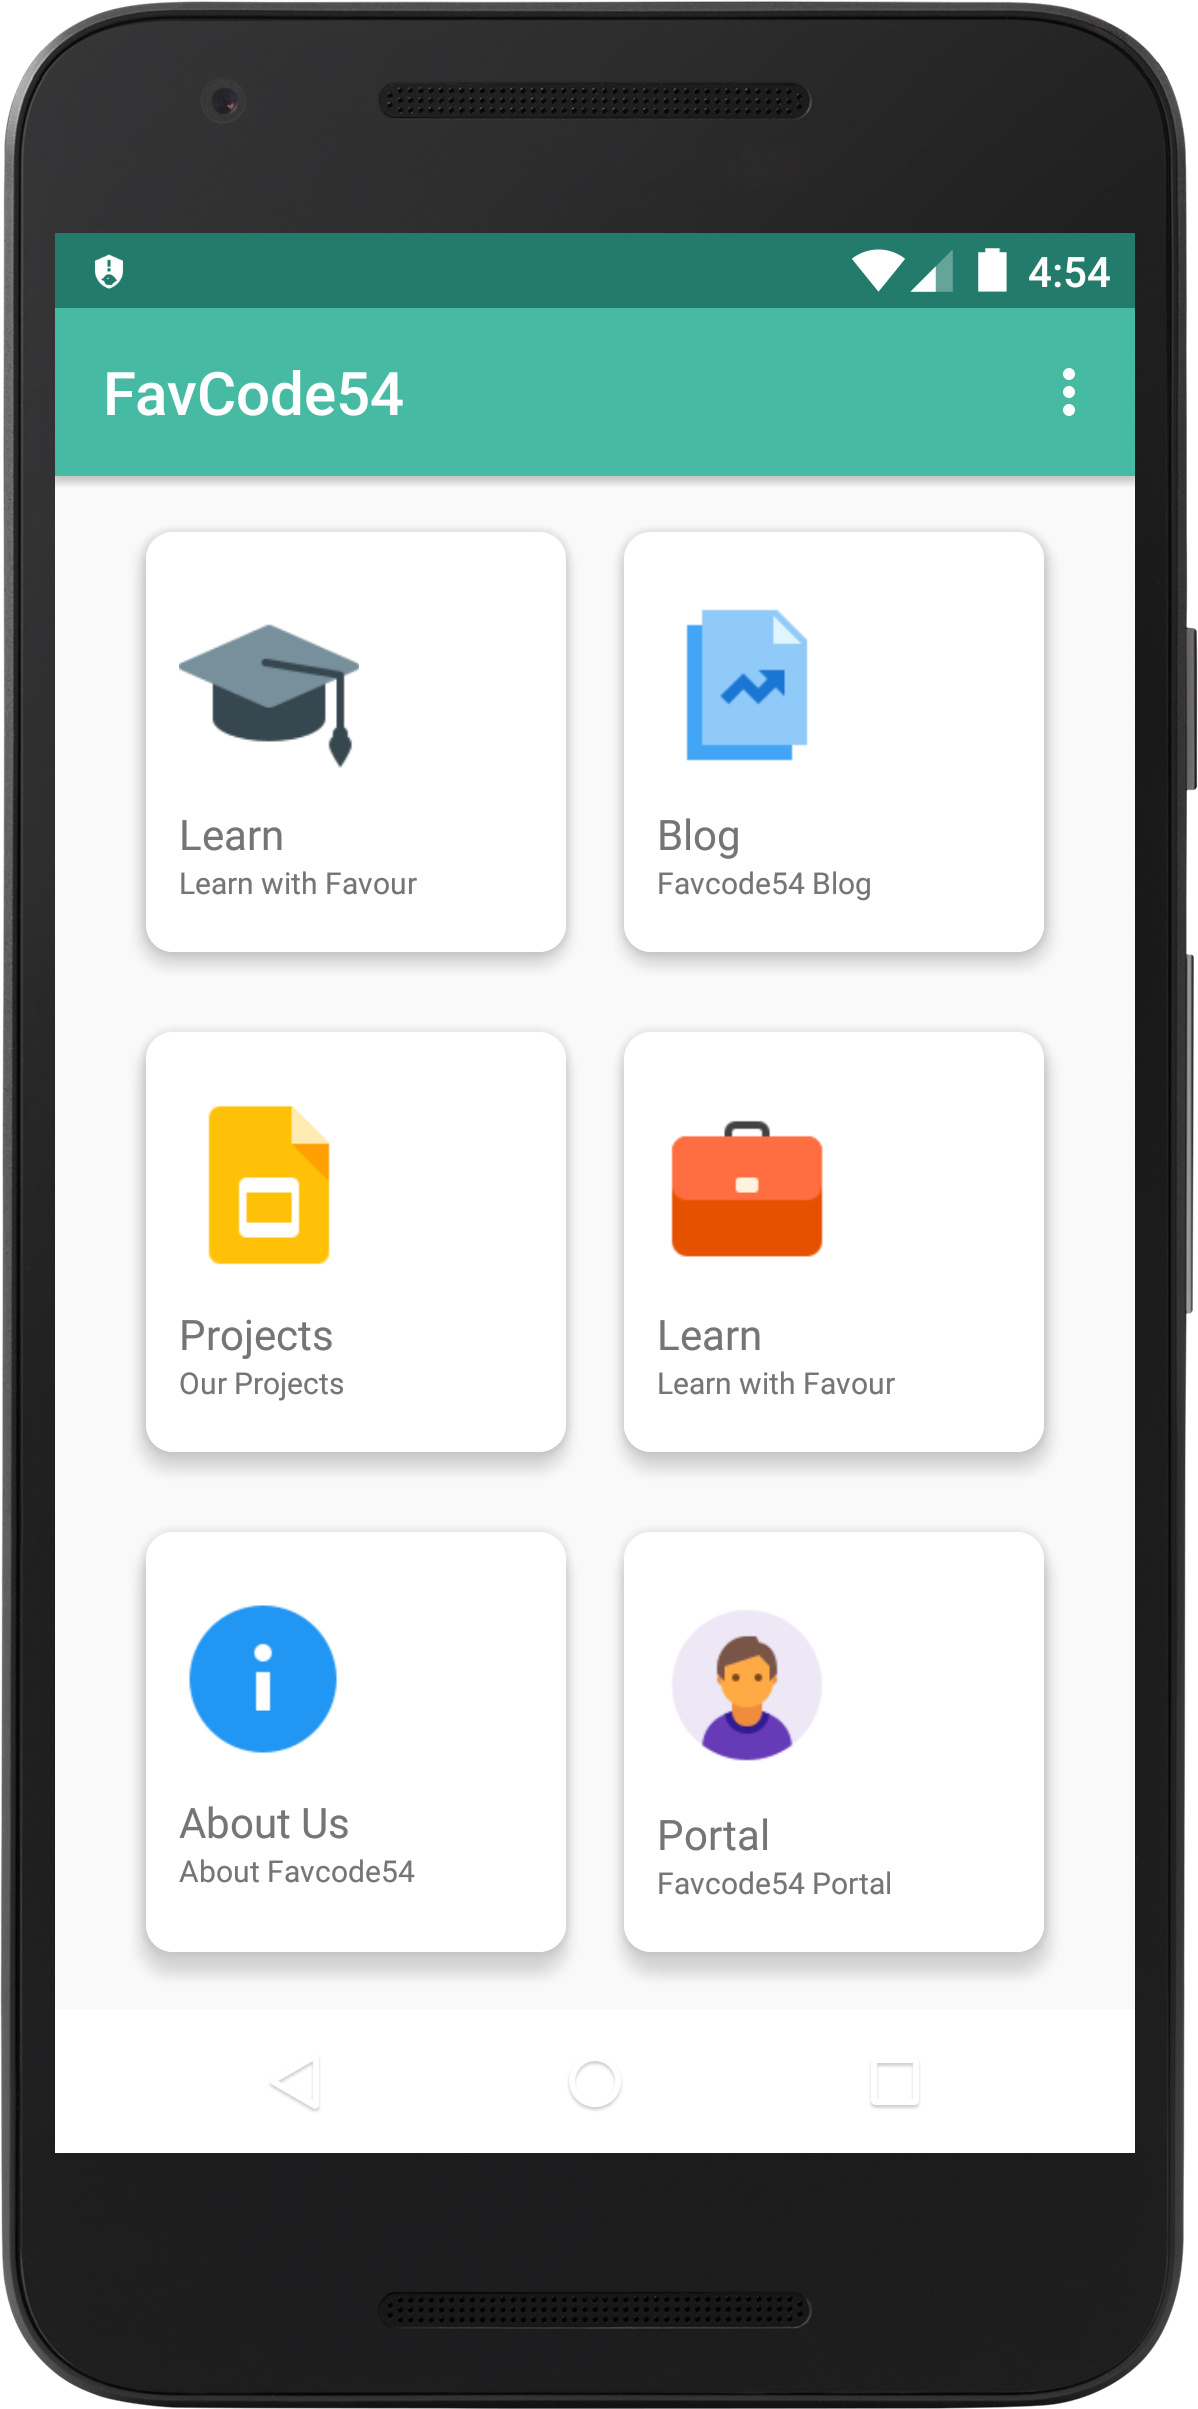 4:54
FavCode54
Learn
Learn with Favour
Blog
Favcode54 Blog
Projects
Our Projects
Learn
Learn with Favour
About Us
About Favcode54
Portal
Favcode54 Portal